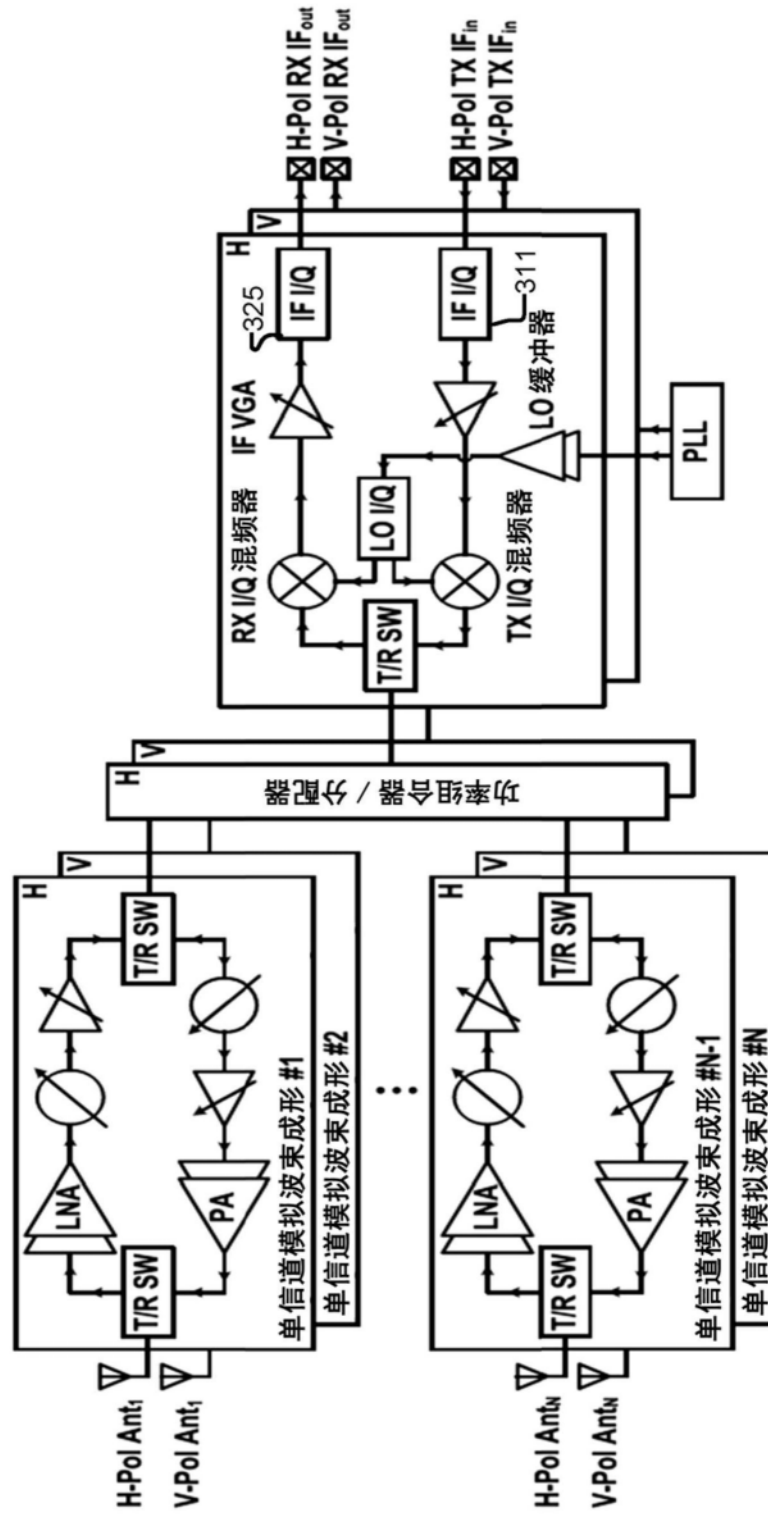 H-Pol Ant₁
V-Pol Ant₁
T/R SW
LNA
PA
T/R SW
H
V
单信道模拟波束成形 #1
单信道模拟波束成形 #2
H-Pol Antₙ
V-Pol Antₙ
T/R SW
LNA
PA
T/R SW
H
V
单信道模拟波束成形 #N-1
单信道模拟波束成形 #N
H
V
功率组合器 / 分配器
H
V
T/R SW
RX I/Q 混频器
IF VGA
325
IF I/Q
LO I/Q
TX I/Q 混频器
LO 缓冲器
IF I/Q
311
PLL
H-Pol RX IFout
V-Pol RX IFout
H-Pol TX IFin
V-Pol TX IFin